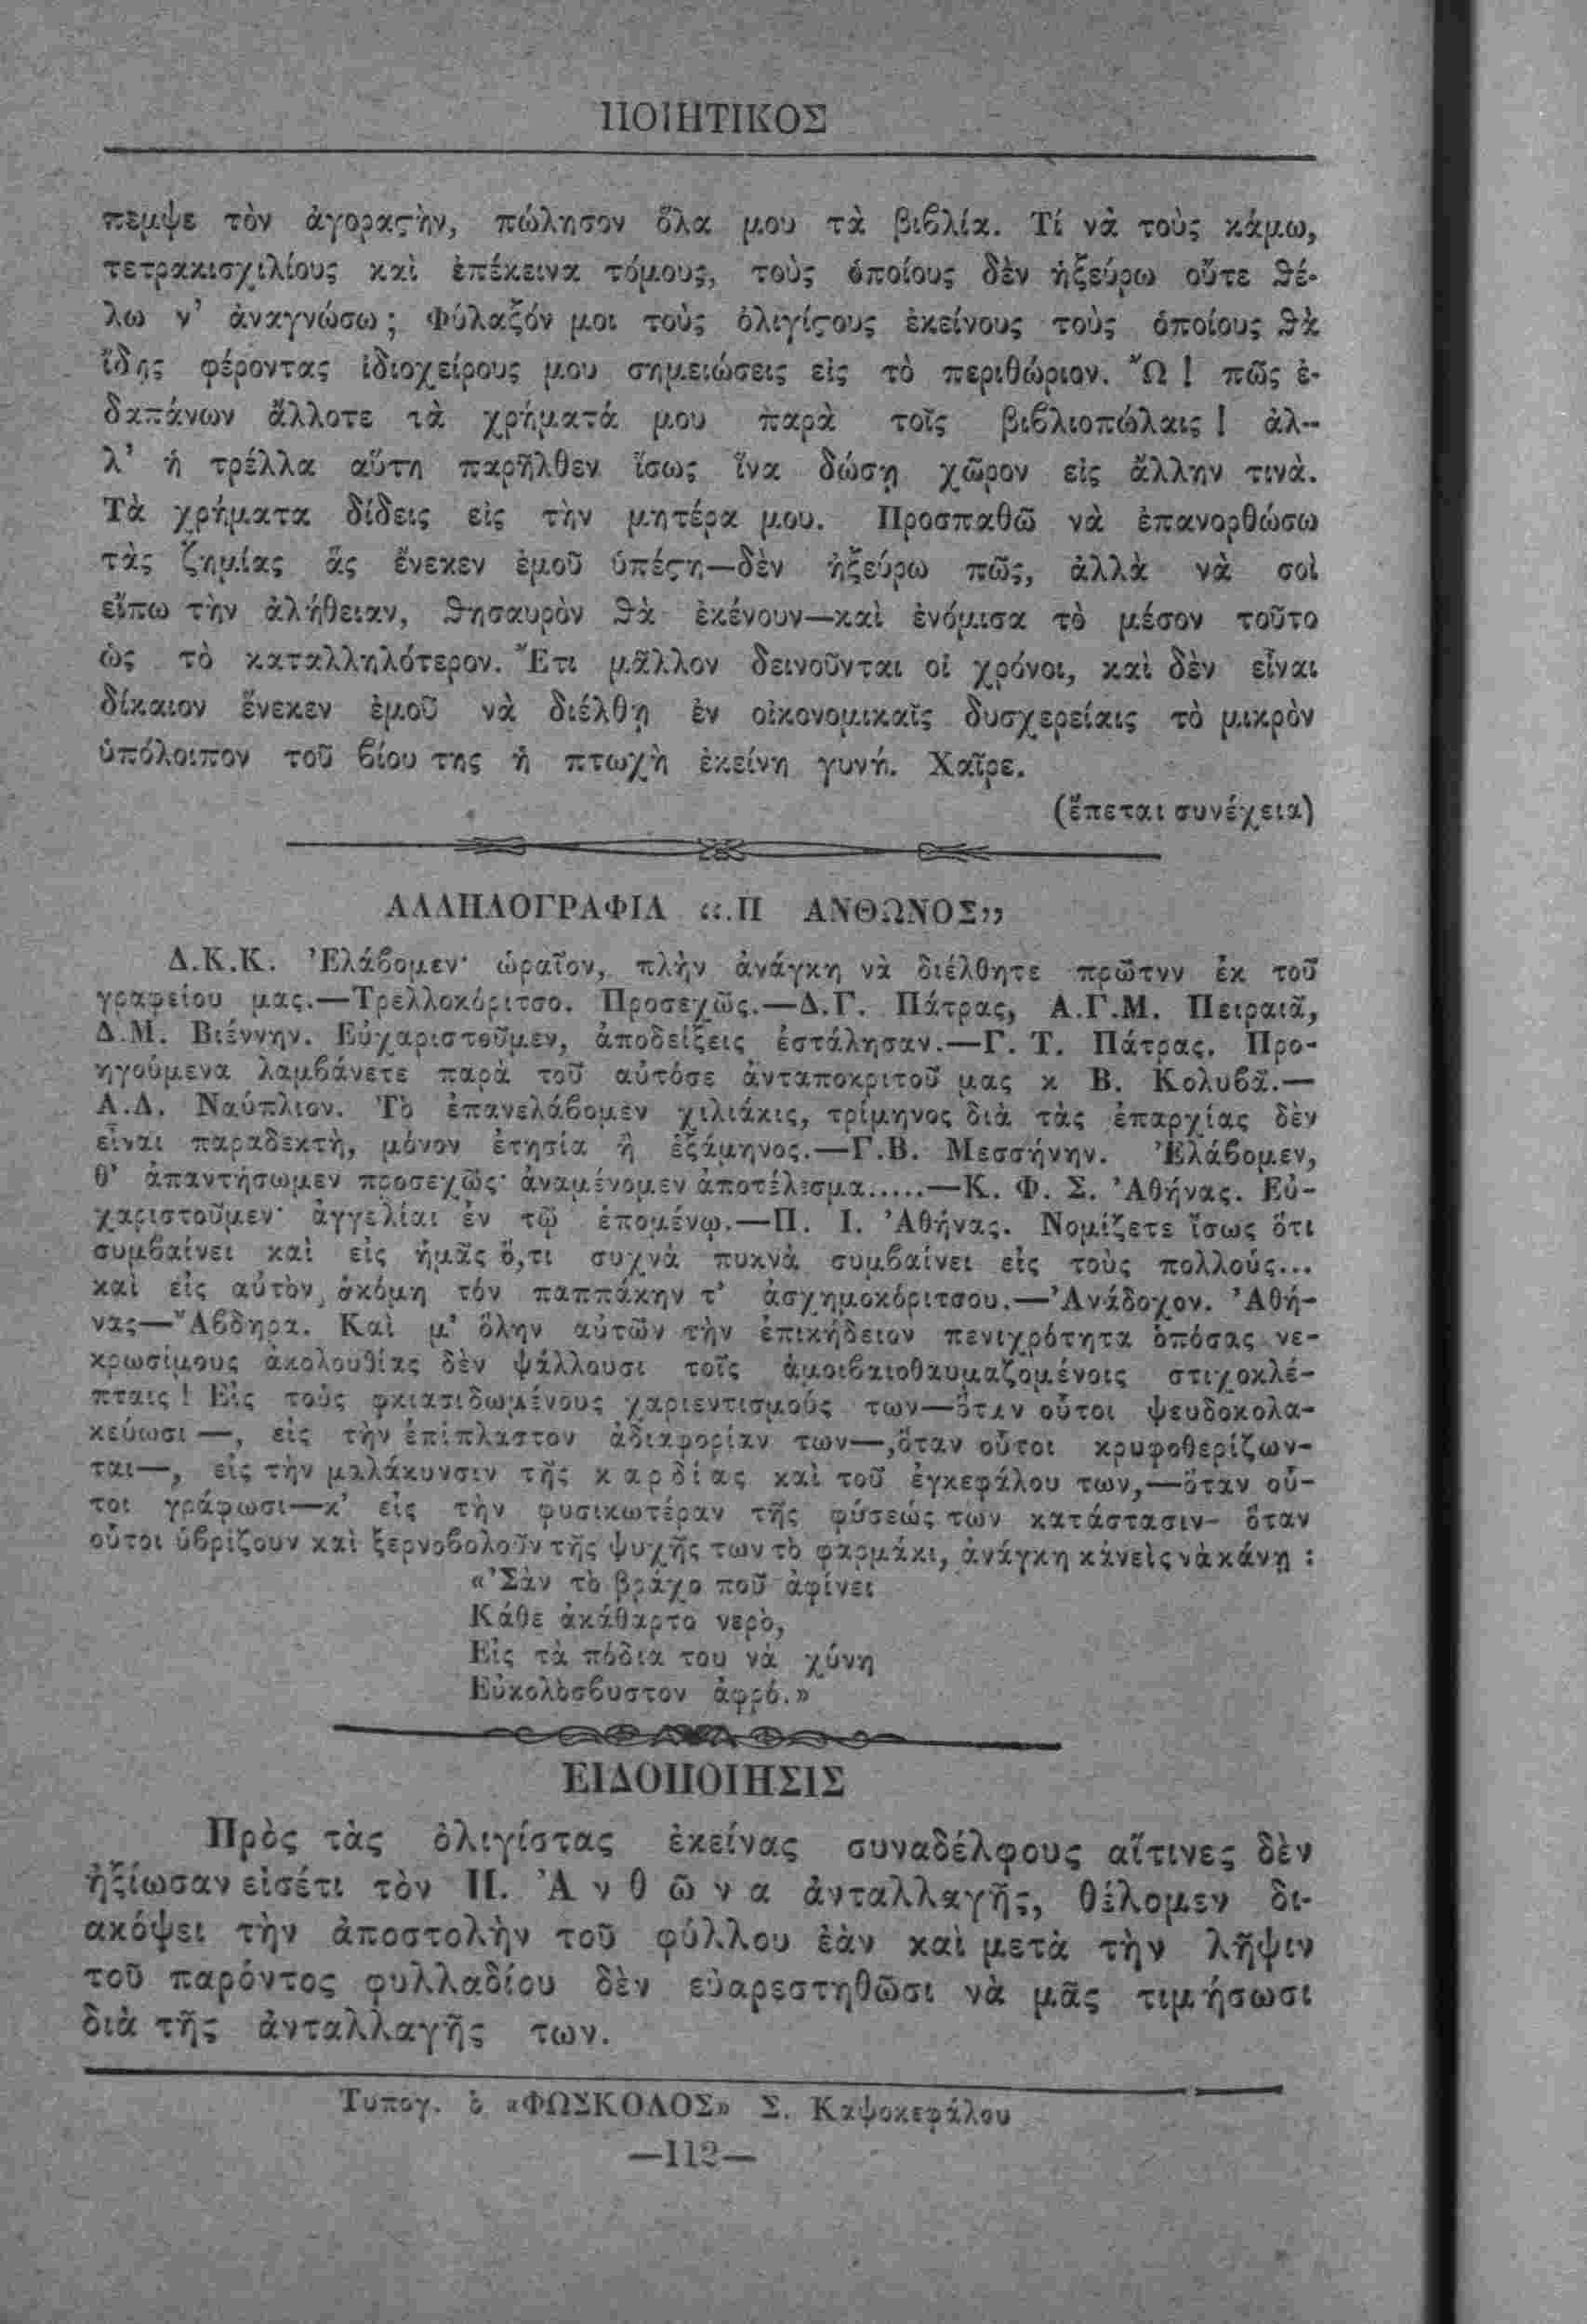 ΠΟΙΗΤΙΚΟΣ
πεμψε τὸν ἀγοραςὴν, πώλησον ὅλα μου τὰ βιβλία. Τί νὰ τοὺς κάμω,
τετρακισχιλίους καὶ ἐπέκεινα τόμους, τοὺς ὁποίους δὲν ἠξεύρω οὔτε θέ-
λω ν' ἀναγνώσω; Φύλαξόν μοι τοὺς ὀλιγίςους ἐκείνους τοὺς ὁποίους θὰ
ἴδῃς φέροντας ἰδιοχείρους μου σημειώσεις εἰς τὸ περιθώριον. Ὢ ! πῶς ἐ-
δαπάνων ἄλλοτε τὰ χρήματά μου παρὰ τοῖς βιβλιοπώλαις ! ἀλ-
λ' ἡ τρέλλα αὕτη παρῆλθεν ἴσως ἵνα δώσῃ χῶρον εἰς ἄλλην τινὰ.
Τὰ χρήματα δίδεις εἰς τὴν μητέρα μου. Προσπαθῶ νὰ ἐπανορθώσω
τὰς ζημίας ἃς ἕνεκεν ἐμοῦ ὑπέςη—δὲν ἠξεύρω πῶς, ἀλλὰ νὰ σοὶ
εἴπω τὴν ἀλήθειαν, θησαυρὸν θὰ ἐκένουν—καὶ ἐνόμισα τὸ μέσον τοῦτο
ὡς τὸ καταλληλότερον. Ἔτι μᾶλλον δεινοῦνται οἱ χρόνοι, καὶ δὲν εἶναι
δίκαιον ἕνεκεν ἐμοῦ νὰ διέλθῃ ἐν οἰκονομικαῖς δυσχερείαις τὸ μικρὸν
ὑπόλοιπον τοῦ βίου της ἡ πτωχὴ ἐκείνη γυνή. Χαῖρε.
(ἕπεται συνέχεια)
ΑΛΛΗΛΟΓΡΑΦΙΑ «.Π ΑΝΘΩΝΟΣ»
Δ.Κ.Κ. Ἐλάβομεν· ὡραῖον, πλὴν ἀνάγκη νὰ διέλθητε πρῶτνν ἐκ τοῦ
γραφείου μας.—Τρελλοκόριτσο. Προσεχῶς.—Δ.Γ. Πάτρας, Α.Γ.Μ. Πειραιᾶ,
Δ.Μ. Βιέννην. Εὐχαριστοῦμεν, ἀποδείξεις ἐστάλησαν.—Γ. Τ. Πάτρας. Προ-
ηγούμενα λαμβάνετε παρὰ τοῦ αὐτόσε ἀνταποκριτοῦ μας κ Β. Κολυβᾶ.—
Α.Λ. Ναύπλιον. Τὸ ἐπανελάβομεν χιλιάκις, τρίμηνος διὰ τὰς ἐπαρχίας δὲν
εἶναι παραδεκτὴ, μόνον ἐτησία ἢ ἑξάμηνος.—Γ.Β. Μεσσήνην. Ἐλάβομεν,
θ' ἀπαντήσωμεν προσεχῶς· ἀναμένομεν ἀποτέλεσμα.....—Κ. Φ. Σ. Ἀθήνας. Εὐ-
χαριστοῦμεν· ἀγγελίαι ἐν τῷ ἑπομένῳ.—Π. Ι. Ἀθήνας. Νομίζετε ἴσως ὅτι
συμβαίνει καὶ εἰς ἡμᾶς ὅ,τι συχνὰ πυκνὰ συμβαίνει εἰς τοὺς πολλούς...
καὶ εἰς αὐτὸν ἀκόμη τόν παππάκην τ' ἀσχημοκόριτσου.—Ἀνάδοχον. Ἀθή-
νας—Ἄβδηρα. Καὶ μ' ὅλην αὐτῶν τὴν ἐπικήδειον πενιχρότητα ὁπόσας νε-
κρωσίμους ἀκολουθίας δὲν ψάλλουσι τοῖς ἀμοιβαιοθαυμαζομένοις στιχοκλέ-
πταις ! Εἰς τοὺς φκιασιδωμένους χαριεντισμοὺς των—ὅταν οὗτοι ψευδοκολα-
κεύωσι —, εἰς τὴν ἐπίπλαστον ἀδιαφορίαν των—,ὅταν οὗτοι κρυφοθερίζων-
ται—, εἰς τὴν μαλάκυνσιν τῆς καρδίας καὶ τοῦ ἐγκεφάλου των,—ὅταν οὗ-
τοι γράφωσι—κ' εἰς τὴν φυσικωτέραν τῆς φύσεώς των κατάστασιν- ὅταν
οὗτοι ὑβρίζουν καὶ ξερνοβολοῦν τῆς ψυχῆς των τὸ φαρμάκι, ἀνάγκη κἀνεὶς νὰ κάνῃ :
«Σὰν τὸ βράχο ποῦ ἀφίνει
Κάθε ἀκάθαρτο νερὸ,
Εἰς τὰ πόδια του νὰ χύνῃ
Εὐκολὸσβυστον ἀφρό.»
ΕΙΔΟΠΟΙΗΣΙΣ
Πρὸς τὰς ὀλιγίστας ἐκείνας συναδέλφους αἵτινες δὲν
ἠξίωσαν εἰσέτι τὸν Π. Ἀνθῶνα ἀνταλλαγῆς, θέλομεν δι-
ακόψει τὴν ἀποστολὴν τοῦ φύλλου ἐὰν καὶ μετὰ τὴν λῆψιν
τοῦ παρόντος φυλλαδίου δὲν εὐαρεστηθῶσι νὰ μᾶς τιμήσωσι
διὰ τῆς ἀνταλλαγῆς των.
Τυπογ. ὁ «ΦΩΣΚΟΛΟΣ» Σ. Καψοκεφάλου
—112—